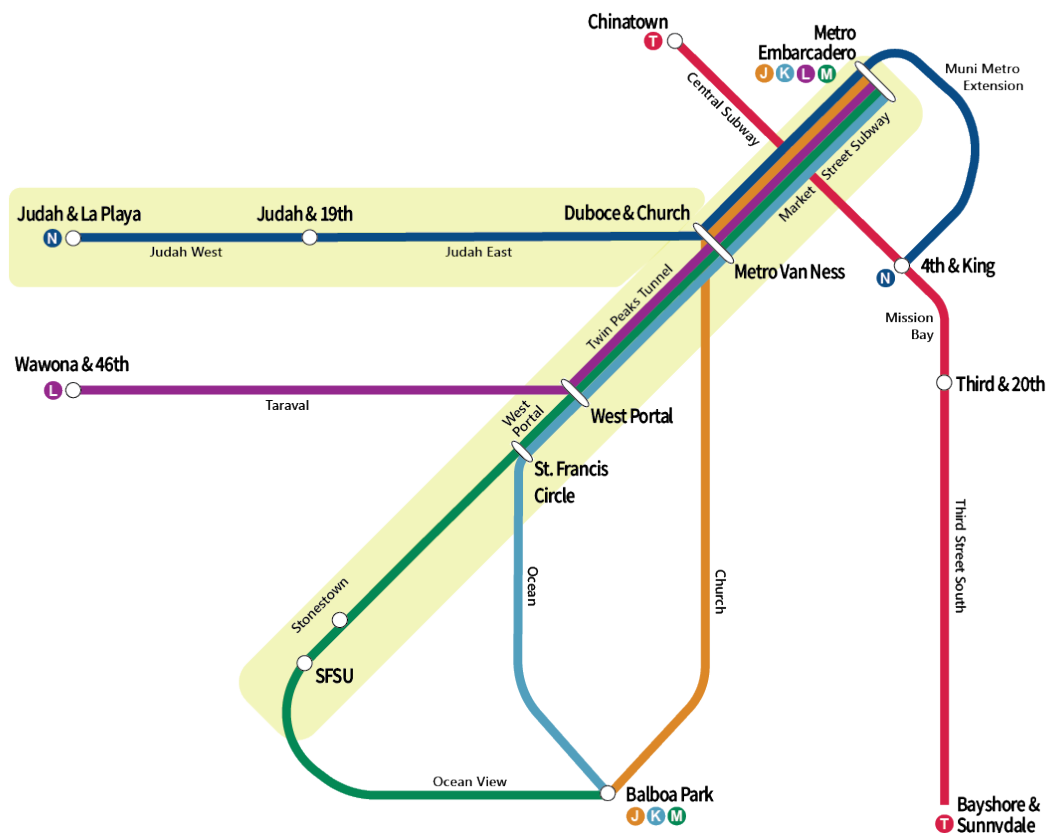 Chinatown
T
Metro
Embarcadero
J K L M
Muni Metro
Extension
Central Subway
Market Street Subway
Judah & La Playa
N
Judah & 19th
Duboce & Church
Judah West
Judah East
Metro Van Ness
4th & King
N
Twin Peaks Tunnel
Mission
Bay
Wawona & 46th
L
Taraval
West Portal
West
Portal
Third & 20th
St. Francis
Circle
Ocean
Church
Third Street South
Stonestown
SFSU
Ocean View
Balboa Park
J K M
Bayshore &
T Sunnydale